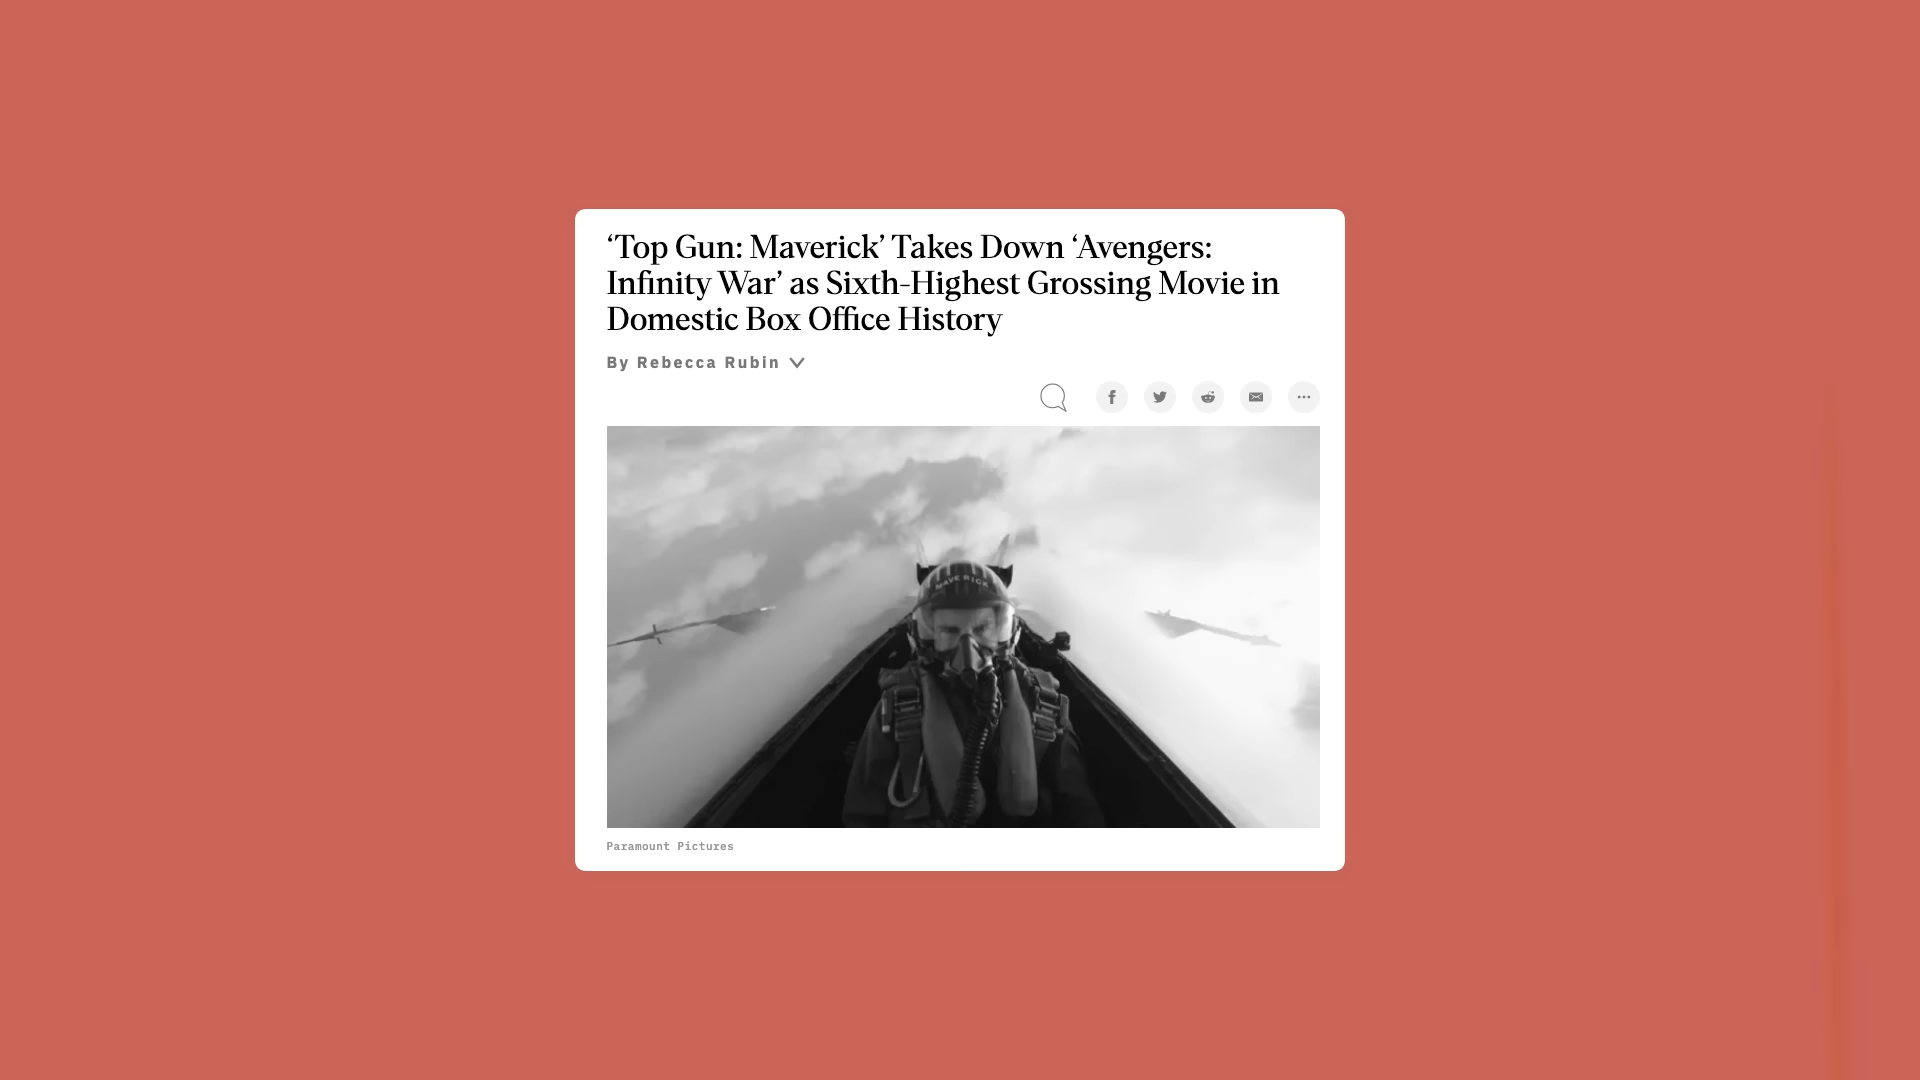 ‘Top Gun: Maverick’ Takes Down ‘Avengers:
Infinity War’ as Sixth-Highest Grossing Movie in
Domestic Box Office History
By Rebecca Rubin
MAVERICK
Paramount Pictures